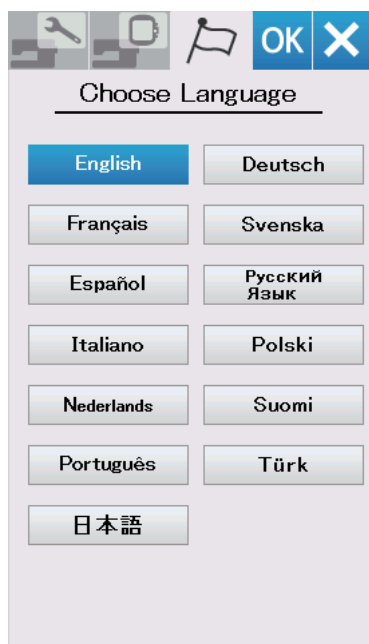 OK
Choose Language
English
Deutsch
Français
Svenska
Español
Русский
Язык
Italiano
Polski
Nederlands
Suomi
Português
Türk
日本語